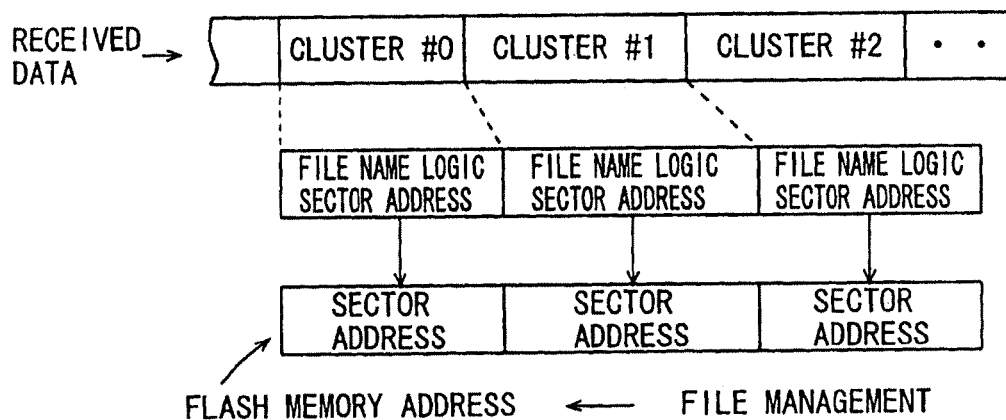 RECEIVED DATA → CLUSTER #0 CLUSTER #1 CLUSTER #2 · ·
FILE NAME LOGIC FILE NAME LOGIC FILE NAME LOGIC
SECTOR ADDRESS SECTOR ADDRESS SECTOR ADDRESS
SECTOR SECTOR SECTOR
ADDRESS ADDRESS ADDRESS
FLASH MEMORY ADDRESS ← FILE MANAGEMENT